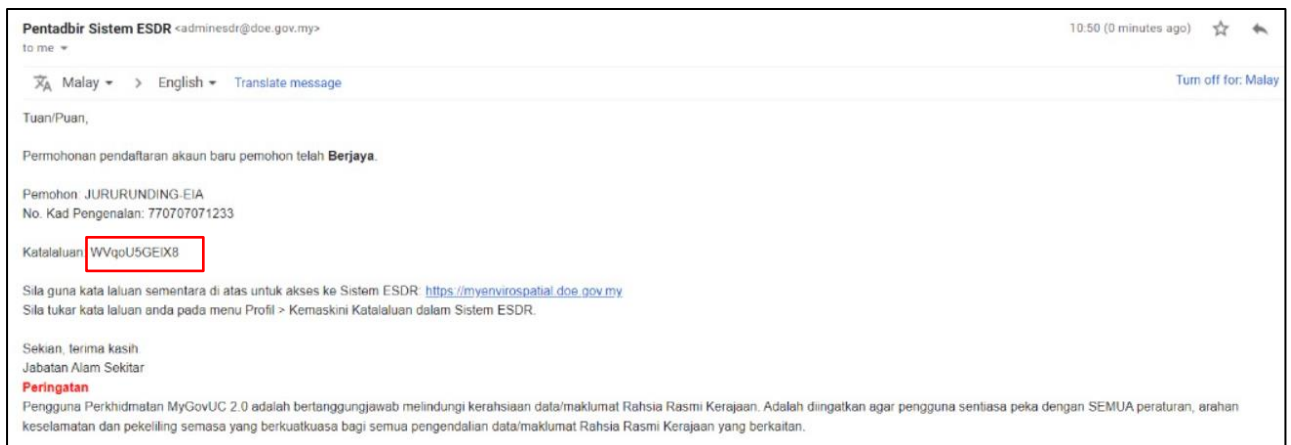 Pentadbir Sistem ESDR <adminesdr@doe.gov.my>
10:50 (0 minutes ago)
to me
Malay > English Translate message
Turn off for: Malay
Tuan/Puan,
Permohonan pendaftaran akaun baru pemohon telah Berjaya.
Pemohon: JURURUNDING-EIA
No. Kad Pengenalan: 770707071233
Katalaluan: WVqoU5GEIX8
Sila guna kata laluan sementara di atas untuk akses ke Sistem ESDR: https://myenvirospatial.doe.gov.my
Sila tukar kata laluan anda pada menu Profil > Kemaskini Katalaluan dalam Sistem ESDR.
Sekian, terima kasih.
Jabatan Alam Sekitar
Peringatan
Pengguna Perkhidmatan MyGovUC 2.0 adalah bertanggungjawab melindungi kerahsiaan data/maklumat Rahsia Rasmi Kerajaan. Adalah diingatkan agar pengguna sentiasa peka dengan SEMUA peraturan, arahan
keselamatan dan pekeliling semasa yang berkuatkuasa bagi semua pengendalian data/maklumat Rahsia Rasmi Kerajaan yang berkaitan.